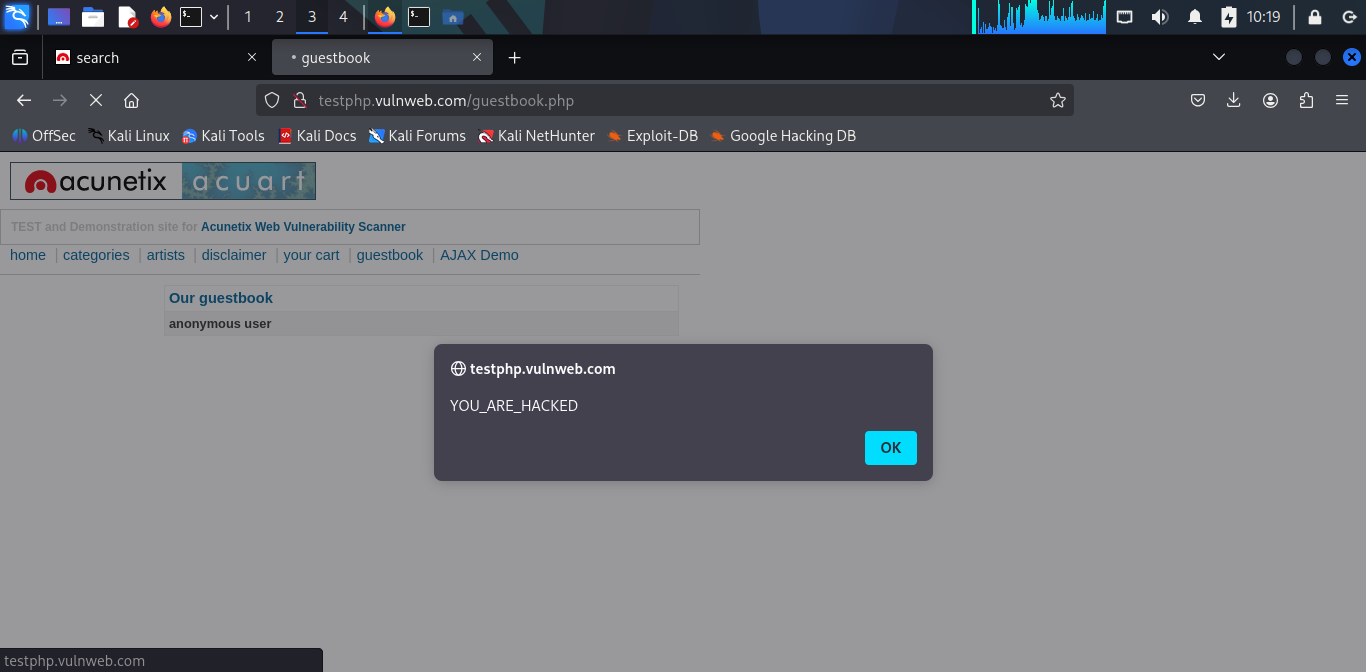 1 2 3 4 10:19
search guestbook
testphp.vulnweb.com/guestbook.php
OffSec Kali Linux Kali Tools Kali Docs Kali Forums Kali NetHunter Exploit-DB Google Hacking DB
acunetix acuart
TEST and Demonstration site for Acunetix Web Vulnerability Scanner
home categories artists disclaimer your cart guestbook AJAX Demo
Our guestbook
anonymous user
testphp.vulnweb.com
YOU_ARE_HACKED
OK
testphp.vulnweb.com